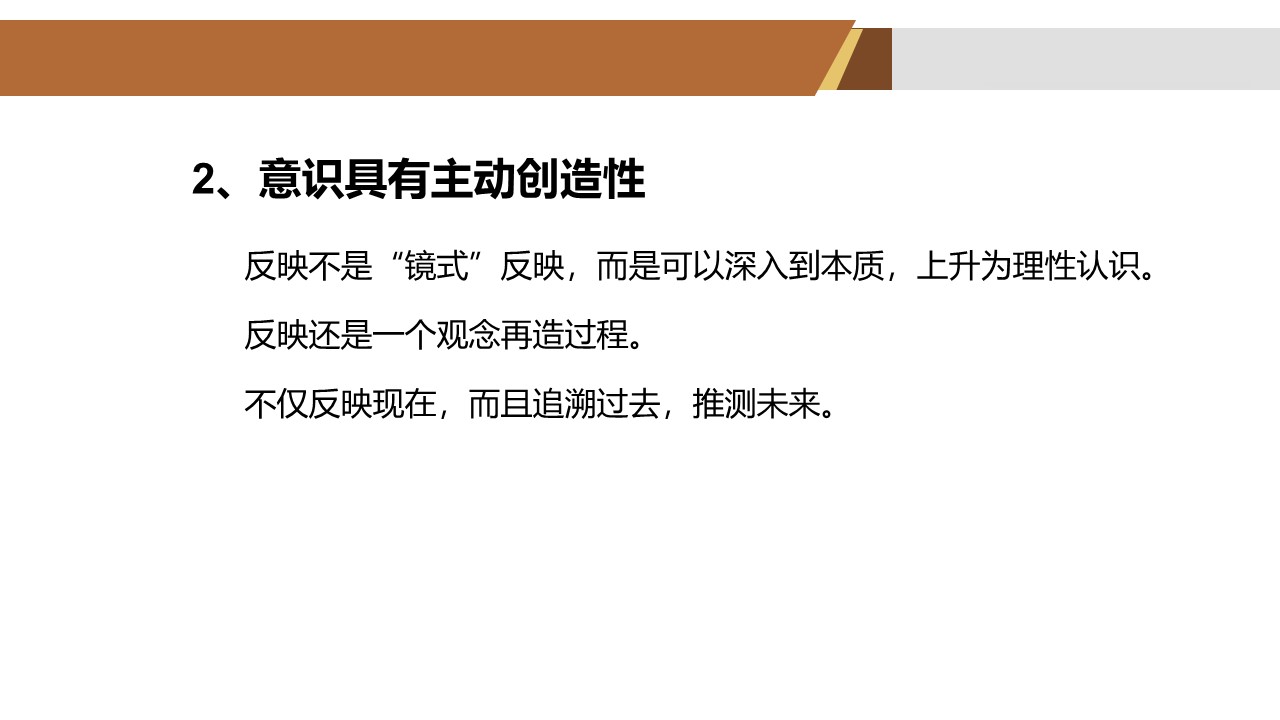 2、意识具有主动创造性
反映不是“镜式”反映，而是可以深入到本质，上升为理性认识。
反映还是一个观念再造过程。
不仅反映现在，而且追溯过去，推测未来。